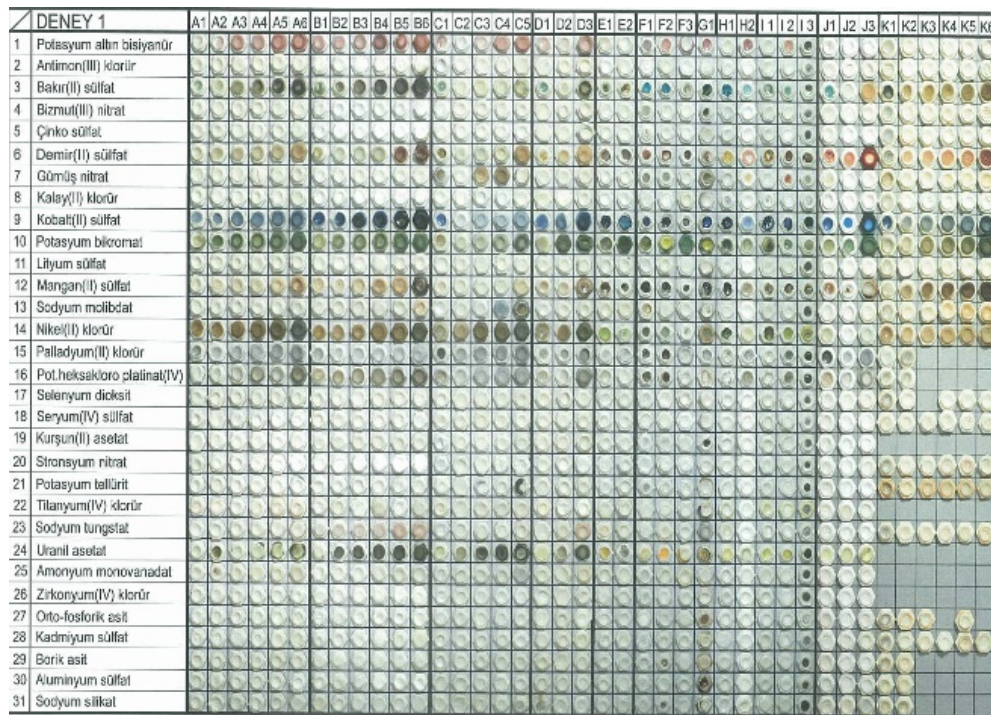 DENEY 1 A1 A2 A3 A4 A5 A6 B1 B2 B3 B4 B5 B6 C1 C2 C3 C4 C5 D1 D2 D3 E1 E2 F1 F2 F3 G1 H1 H2 I1 I2 I3 J1 J2 J3 K1 K2 K3 K4 K5 K6
1 Potasyum altın bisiyanür
2 Antimon(III) klorür
3 Bakır(II) sülfat
4 Bizmut(III) nitrat
5 Çinko sülfat
6 Demir(II) sülfat
7 Gümüş nitrat
8 Kalay(II) klorür
9 Kobalt(II) sülfat
10 Potasyum bikromat
11 Lityum sülfat
12 Mangan(II) sülfat
13 Sodyum molibdat
14 Nikel(II) klorür
15 Palladyum(II) klorür
16 Pot.heksakloro platinat(IV)
17 Selenyum dioksit
18 Seryum(IV) sülfat
19 Kurşun(II) asetat
20 Stronsyum nitrat
21 Potasyum tellürit
22 Titanyum(IV) klorür
23 Sodyum tungstat
24 Uranil asetat
25 Amonyum monovanadat
26 Zirkonyum(IV) klorür
27 Orto-fosforik asit
28 Kadmiyum sülfat
29 Borik asit
30 Aluminyum sülfat
31 Sodyum silikat